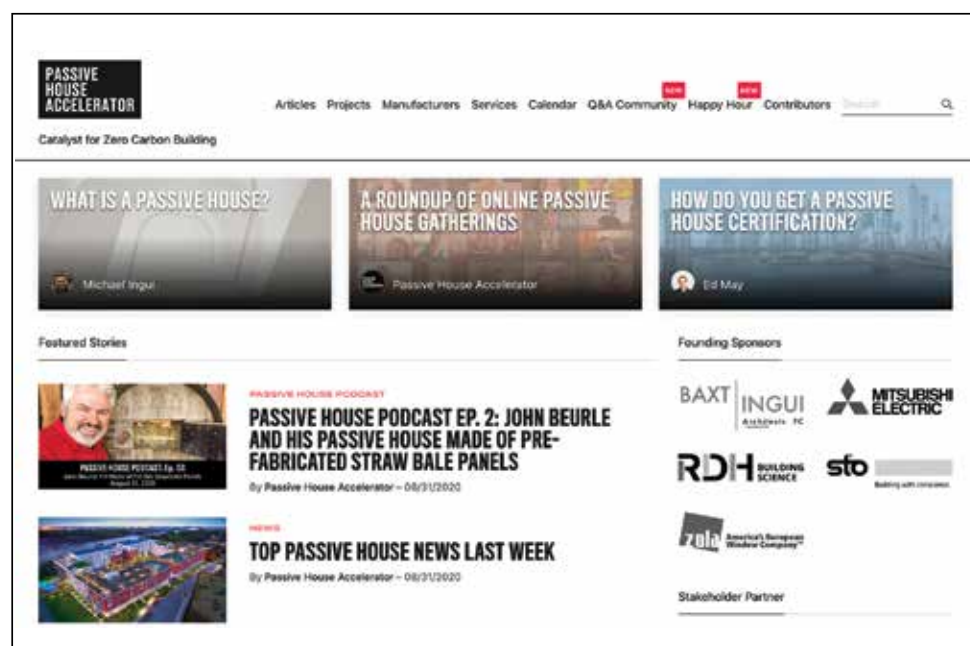 PASSIVE
HOUSE
ACCELERATOR
Catalyst for Zero Carbon Building
NEW NEW
Articles Projects Manufacturers Services Calendar Q&A Community Happy Hour Contributors Search
WHAT IS A PASSIVE HOUSE?
Michael Ingui
A ROUNDUP OF ONLINE PASSIVE
HOUSE GATHERINGS
Passive House Accelerator
HOW DO YOU GET A PASSIVE
HOUSE CERTIFICATION?
Ed May
Featured Stories
PASSIVE HOUSE PODCAST
PASSIVE HOUSE PODCAST EP. 2: JOHN BEURLE
AND HIS PASSIVE HOUSE MADE OF PRE-
FABRICATED STRAW BALE PANELS
By Passive House Accelerator – 08/31/2020
NEWS
TOP PASSIVE HOUSE NEWS LAST WEEK
By Passive House Accelerator – 08/31/2020
Founding Sponsors
BAXT INGUI
Architects PC
MITSUBISHI
ELECTRIC
RDH BUILDING
SCIENCE
sto
Building with conscience.
zola America's European
Window Company™
Stakeholder Partner